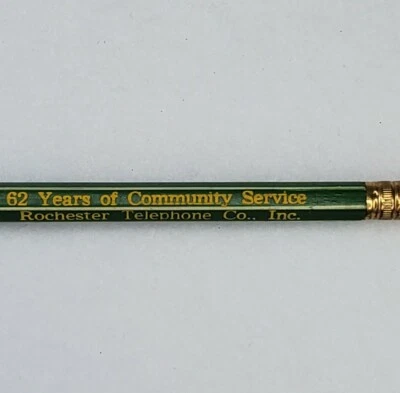 62 Years of Community Service
Rochester Telephone Co., Inc.